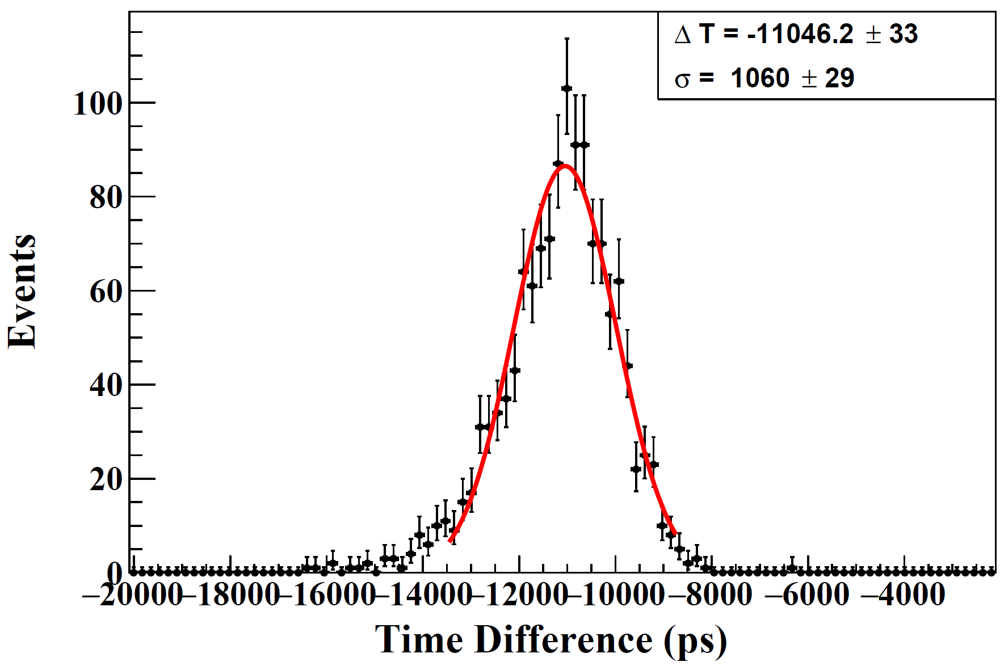 Δ T = -11046.2 ± 33
σ = 1060 ± 29
100
80
60
40
20
0
–20000 –18000 –16000 –14000 –12000 –10000 –8000 –6000 –4000
Time Difference (ps)
Events